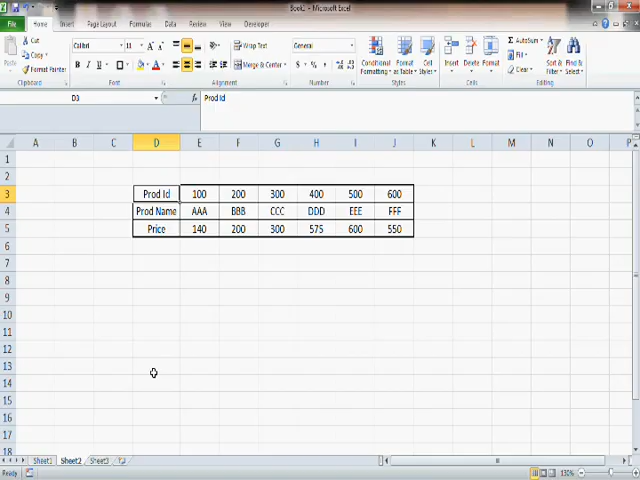 Book1 - Microsoft Excel
File Home Insert Page Layout Formulas Data Review View Developer
Cut
Copy
Format Painter
Paste
Clipboard
Calibri 11
B I U
Font
Wrap Text
Merge & Center
Alignment
General
$ % ,
Number
Conditional Formatting
Format as Table
Cell Styles
Styles
Insert Delete Format
Cells
AutoSum
Fill
Clear
Sort & Filter
Find & Select
Editing
D3 fx Prod Id
A B C D E F G H I J K L M N O P
1
2
3 Prod Id 100 200 300 400 500 600
4 Prod Name AAA BBB CCC DDD EEE FFF
5 Price 140 200 300 575 600 550
6
7
8
9
10
11
12
13
14
15
16
17
18
Sheet1 Sheet2 Sheet3
Ready 130%